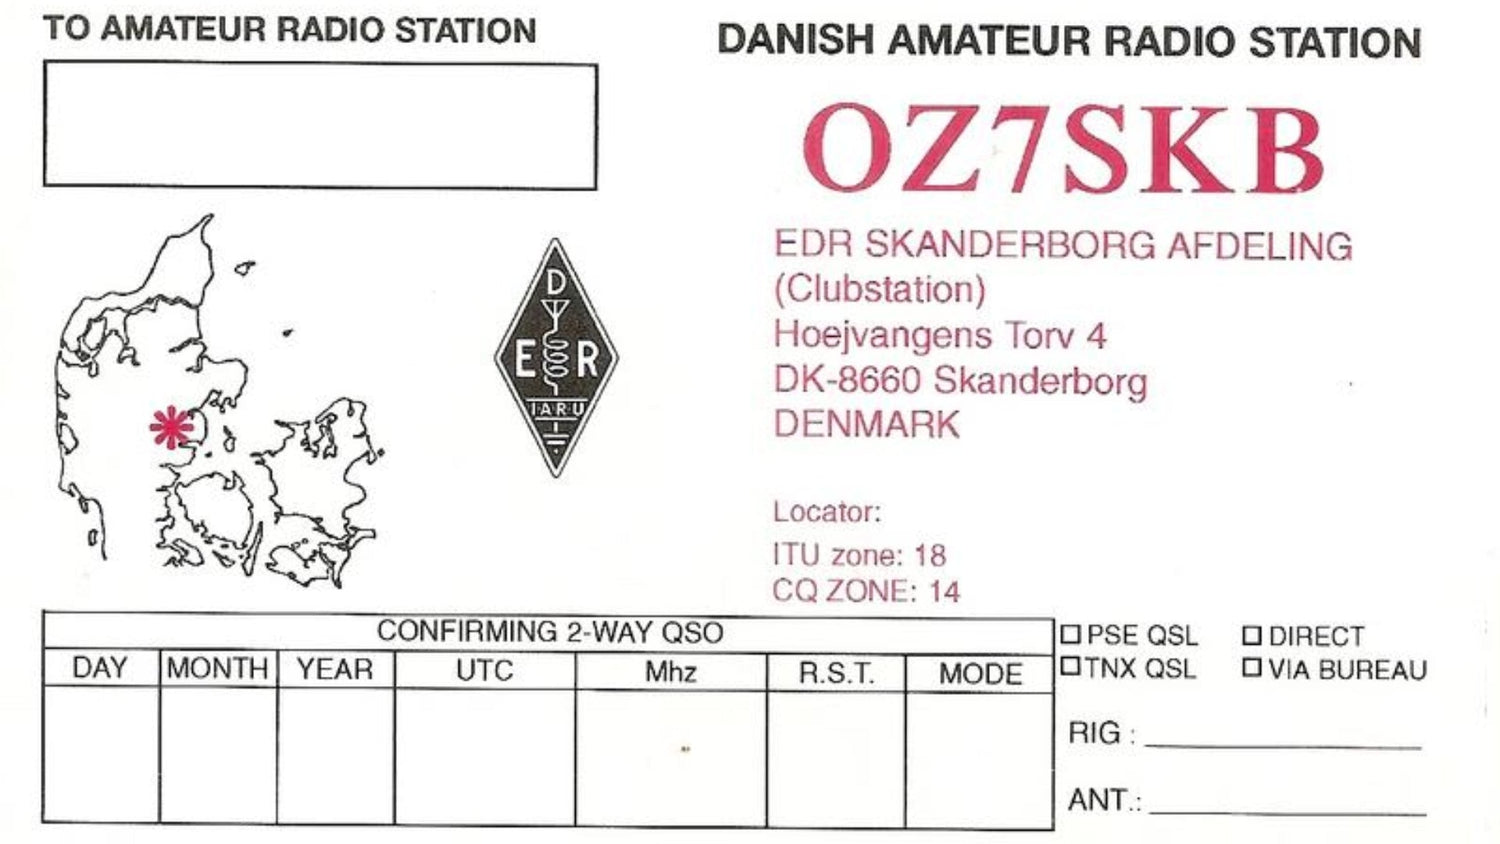 TO AMATEUR RADIO STATION
DANISH AMATEUR RADIO STATION
OZ7SKB
EDR SKANDERBORG AFDELING
(Clubstation)
Hoejvangens Torv 4
DK-8660 Skanderborg
DENMARK
D
E R
I.A.R.U
Locator:
ITU zone: 18
CQ ZONE: 14
CONFIRMING 2-WAY QSO
DAY MONTH YEAR UTC Mhz R.S.T. MODE
PSE QSL DIRECT
TNX QSL VIA BUREAU
RIG :
ANT.: